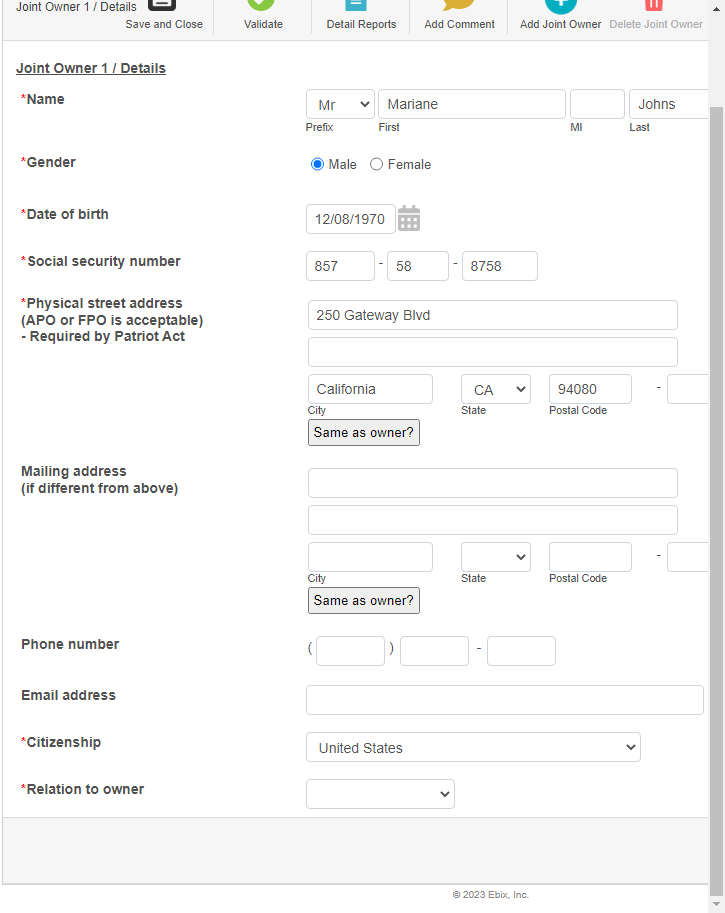 Joint Owner 1 / Details
Save and Close Validate Detail Reports Add Comment Add Joint Owner Delete Joint Owner
Joint Owner 1 / Details
*Name Mr Mariane Johns
Prefix First MI Last
*Gender Male Female
*Date of birth 12/08/1970
*Social security number 857 - 58 - 8758
*Physical street address
(APO or FPO is acceptable) 250 Gateway Blvd
- Required by Patriot Act
California CA 94080 -
City State Postal Code
Same as owner?
Mailing address
(if different from above)
-
City State Postal Code
Same as owner?
Phone number ( ) -
Email address
*Citizenship United States
*Relation to owner
© 2023 Ebix, Inc.